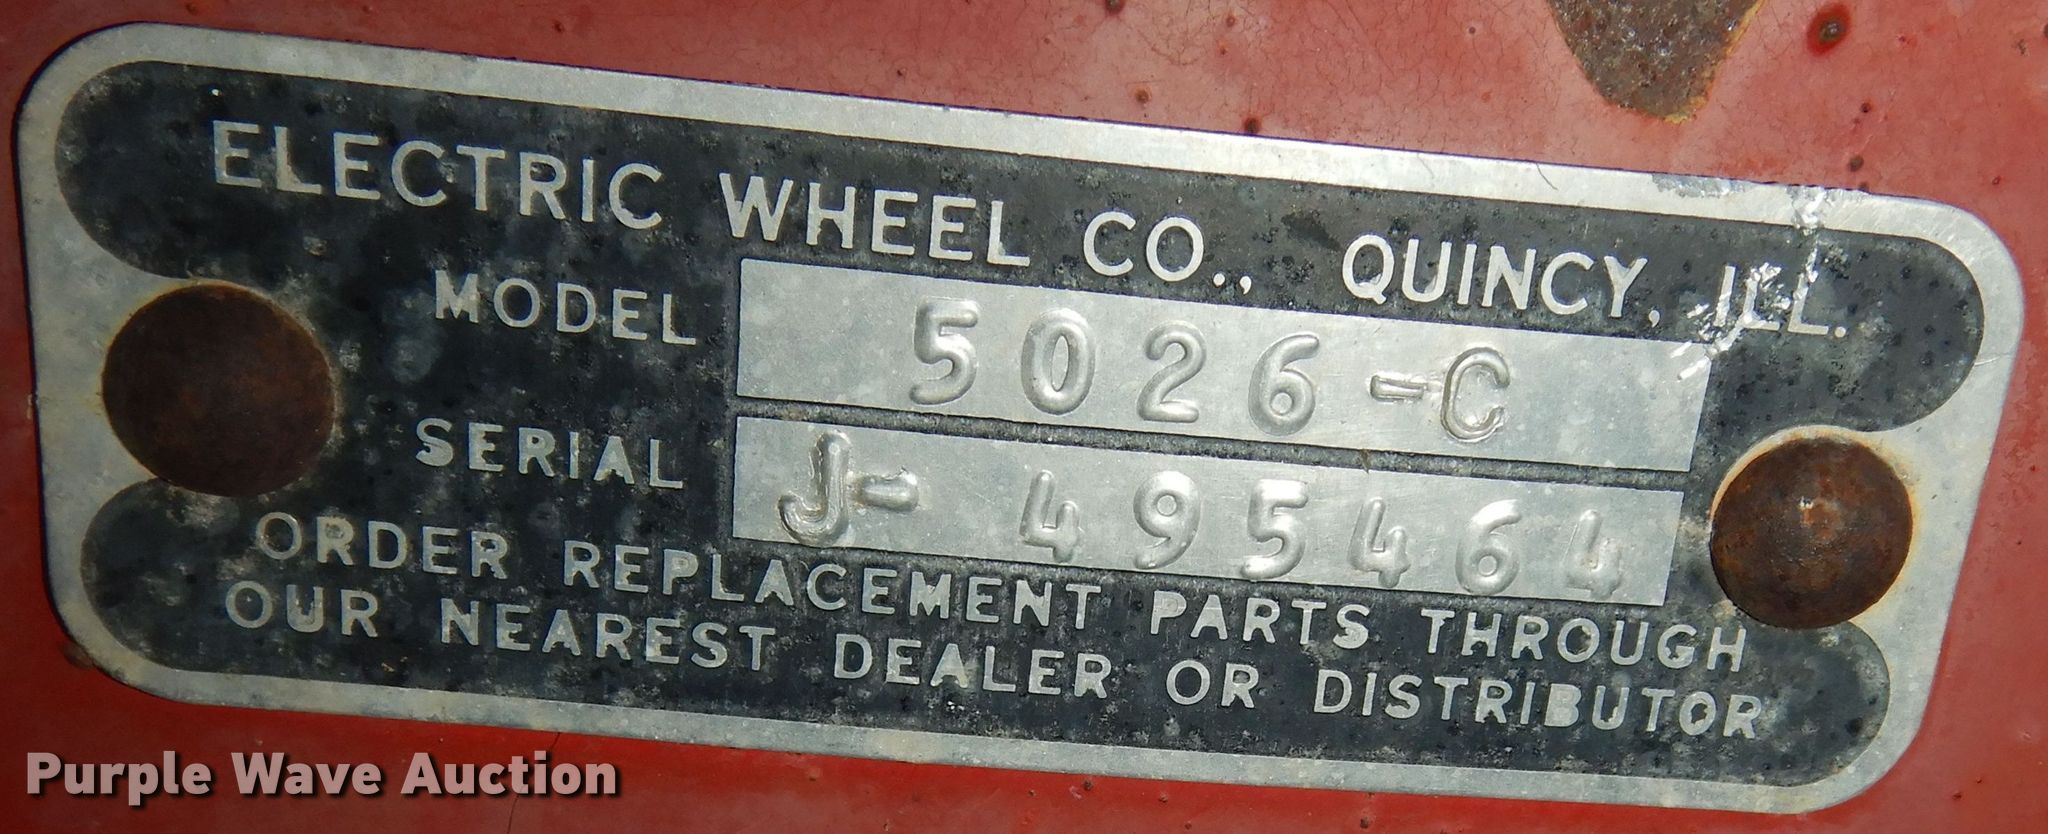 ELECTRIC WHEEL CO., QUINCY, ILL.
MODEL 5026-C
SERIAL J-495464
ORDER REPLACEMENT PARTS THROUGH
OUR NEAREST DEALER OR DISTRIBUTOR
Purple Wave Auction